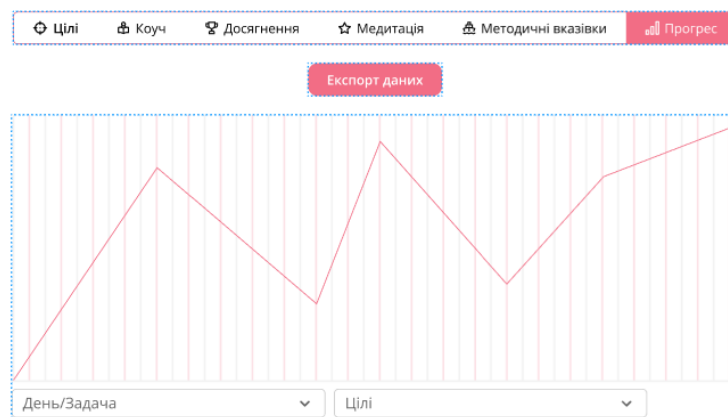 Цілі Коуч Досягнення Медитація Методичні вказівки Прогрес
Експорт даних
День/Задача Цілі